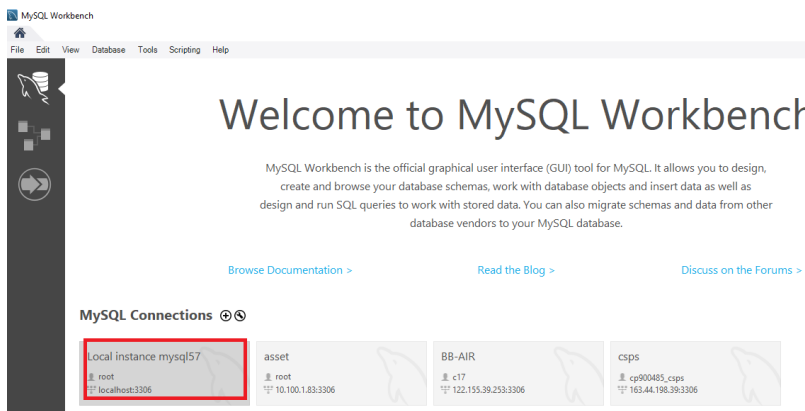 MySQL Workbench
File Edit View Database Tools Scripting Help
Welcome to MySQL Workbench
MySQL Workbench is the official graphical user interface (GUI) tool for MySQL. It allows you to design,
create and browse your database schemas, work with database objects and insert data as well as
design and run SQL queries to work with stored data. You can also migrate schemas and data from other
database vendors to your MySQL database.
Browse Documentation > Read the Blog > Discuss on the Forums >
MySQL Connections
Local instance mysql57 asset BB-AIR csps
root root c17 cp900485_csps
localhost:3306 10.100.1.83:3306 122.155.39.253:3306 163.44.198.39:3306